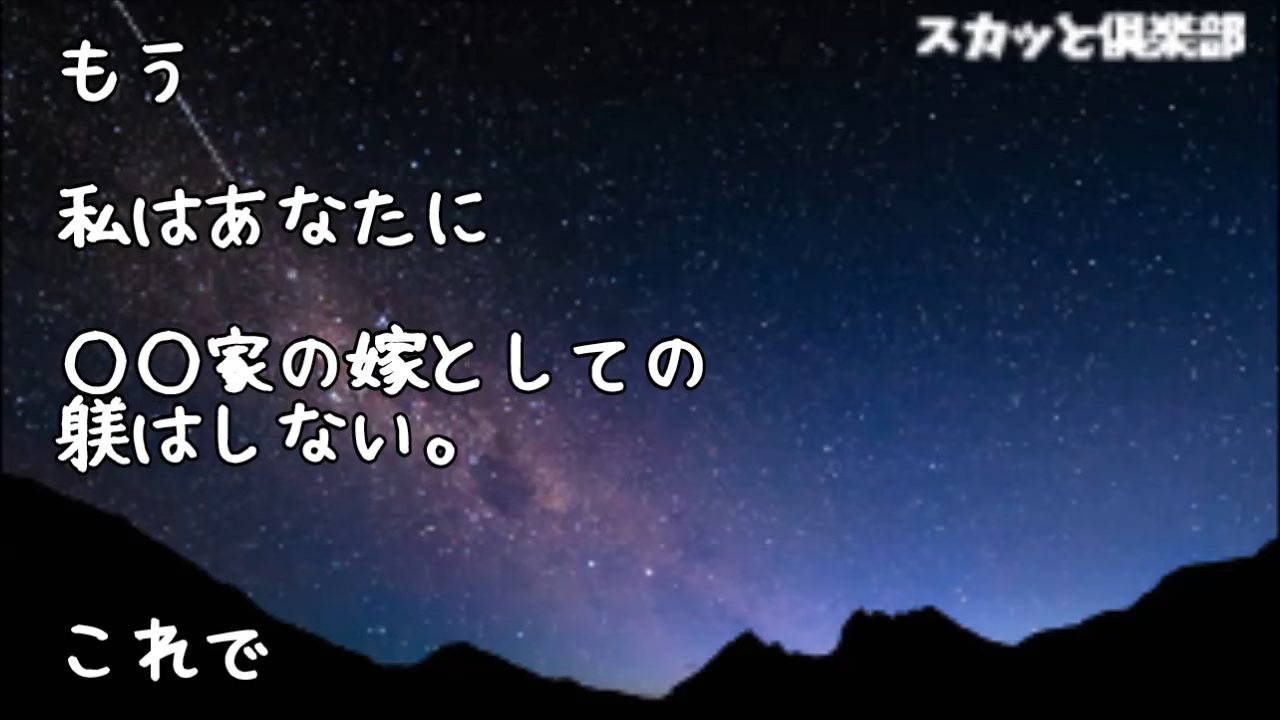 スカッと倶楽部
もう
私はあなたに
〇〇家の嫁としての
躾はしない。
これで